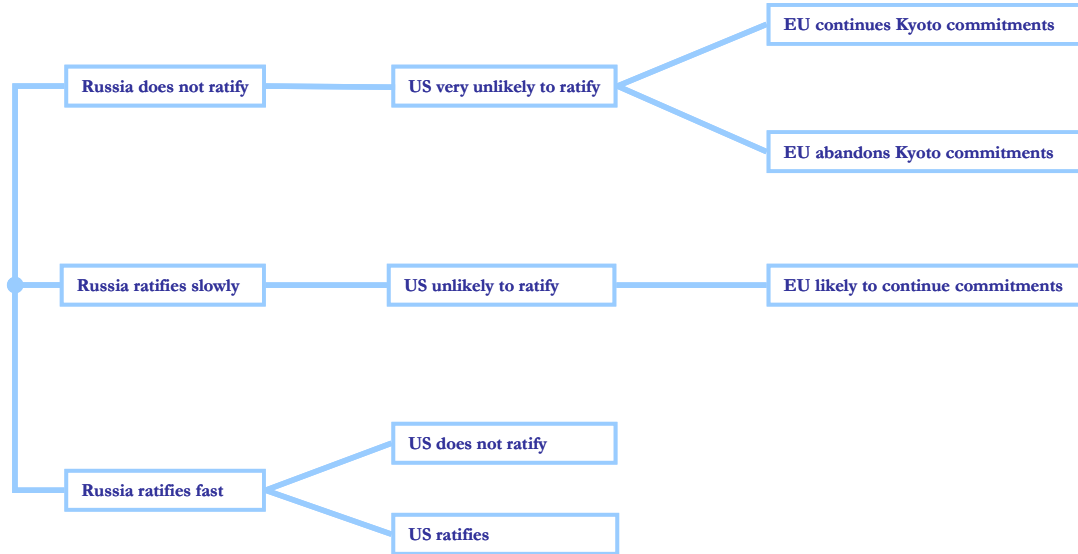 EU continues Kyoto commitments
Russia does not ratify
US very unlikely to ratify
EU abandons Kyoto commitments
Russia ratifies slowly
US unlikely to ratify
EU likely to continue commitments
US does not ratify
Russia ratifies fast
US ratifies